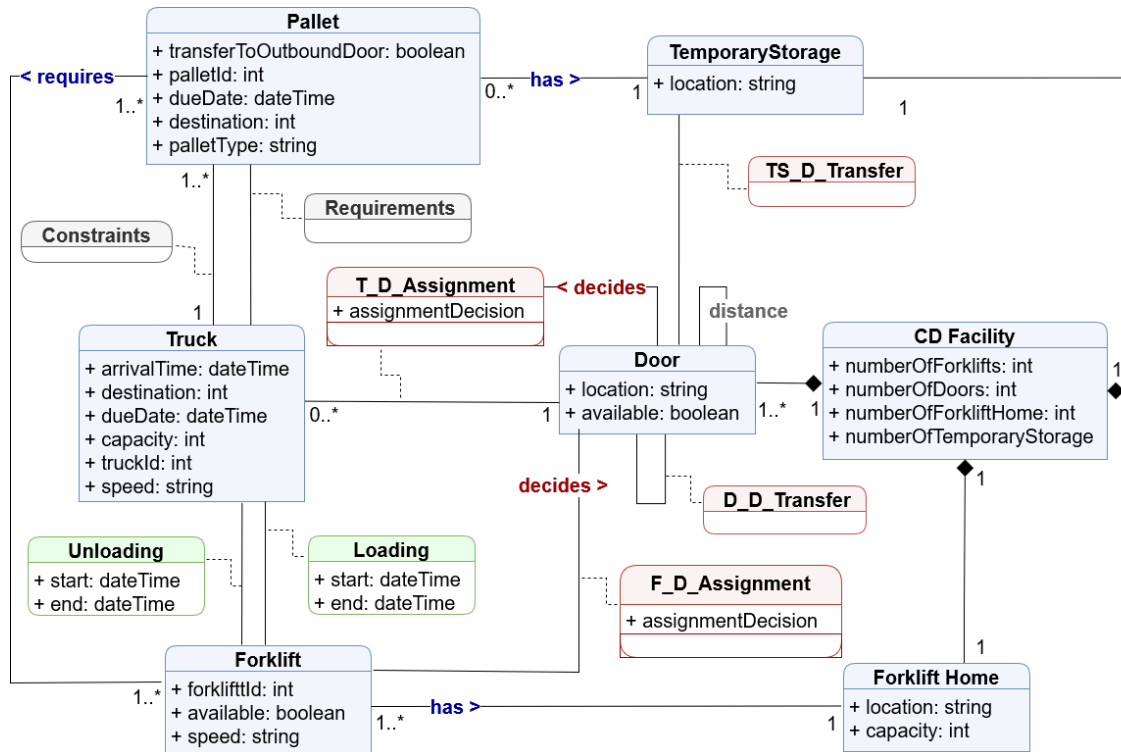 Pallet
+ transferToOutboundDoor: boolean
+ palletId: int
+ dueDate: dateTime
+ destination: int
+ palletType: string
< requires
1..*
0..*
has >
1
TemporaryStorage
+ location: string
1
TS_D_Transfer
1..*
Requirements
Constraints
1
T_D_Assignment
+ assignmentDecision
< decides
distance
Truck
+ arrivalTime: dateTime
+ destination: int
+ dueDate: dateTime
+ capacity: int
+ truckId: int
+ speed: string
0..*
1
Door
+ location: string
+ available: boolean
1..*
1
CD Facility
+ numberOfForklifts: int
+ numberOfDoors: int
+ numberOfForkliftHome: int
+ numberOfTemporaryStorage
1
1
decides >
D_D_Transfer
Unloading
+ start: dateTime
+ end: dateTime
Loading
+ start: dateTime
+ end: dateTime
F_D_Assignment
+ assignmentDecision
1
Forklift
+ forklifttId: int
+ available: boolean
+ speed: string
1..*
1..*
has >
1
Forklift Home
+ location: string
+ capacity: int